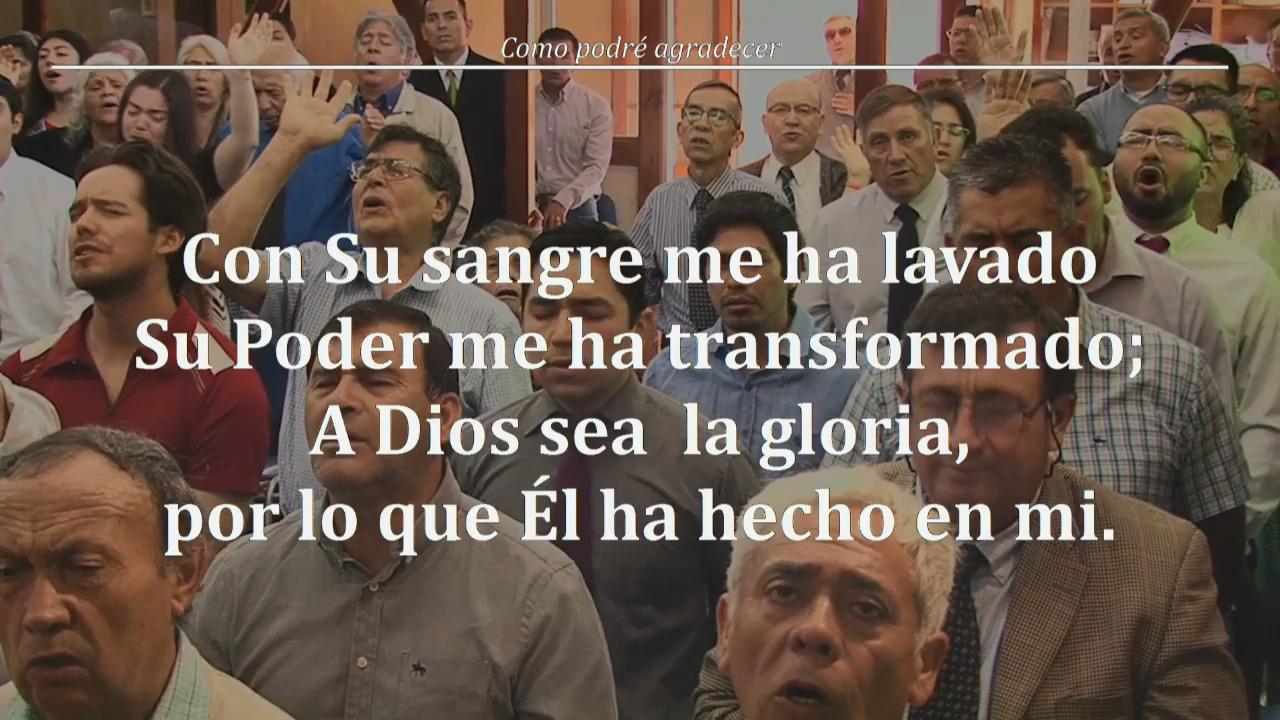 Como podré agradecer
Con Su sangre me ha lavado
Su Poder me ha transformado;
A Dios sea  la gloria,
por lo que Él ha hecho en mi.